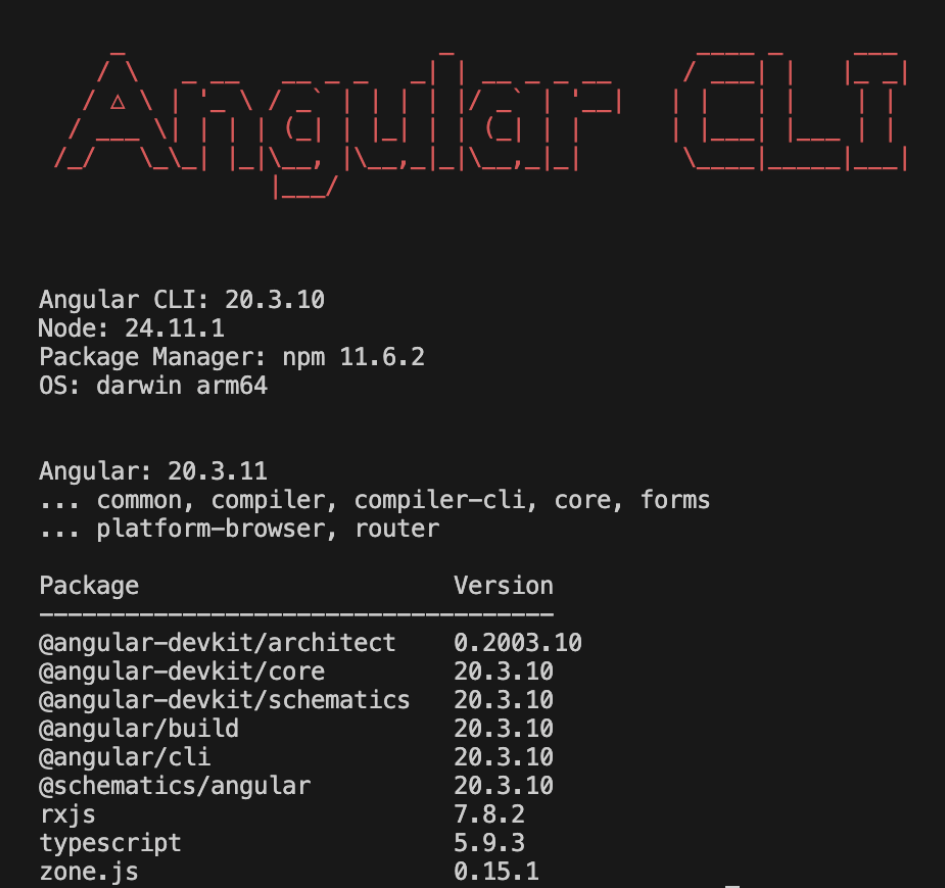 Angular CLI
Angular CLI: 20.3.10
Node: 24.11.1
Package Manager: npm 11.6.2
OS: darwin arm64
Angular: 20.3.11
... common, compiler, compiler-cli, core, forms
... platform-browser, router
Package Version
------------------------------------
@angular-devkit/architect 0.2003.10
@angular-devkit/core 20.3.10
@angular-devkit/schematics 20.3.10
@angular/build 20.3.10
@angular/cli 20.3.10
@schematics/angular 20.3.10
rxjs 7.8.2
typescript 5.9.3
zone.js 0.15.1